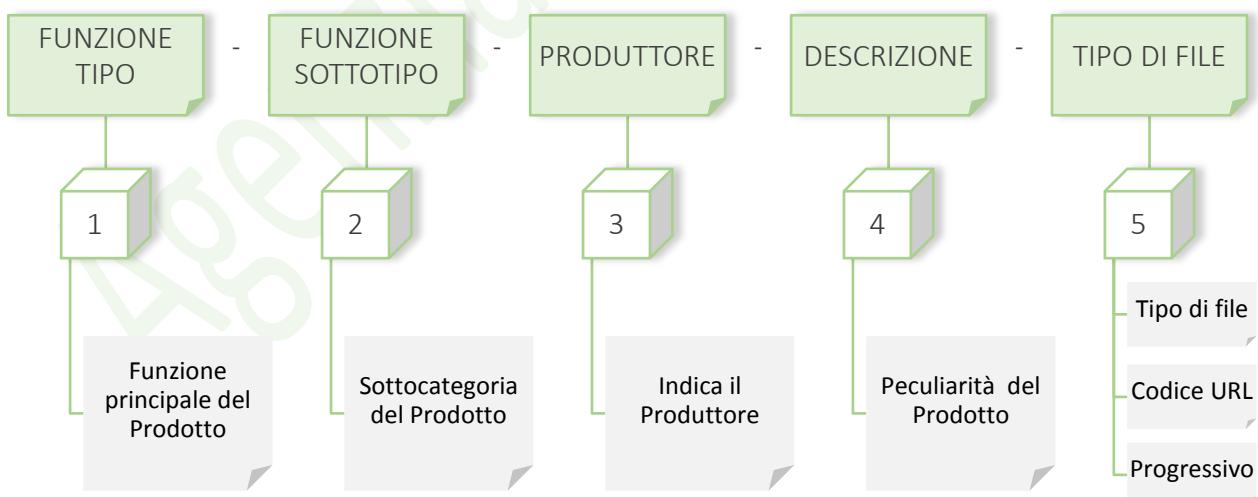 FUNZIONE
TIPO
-
FUNZIONE
SOTTOTIPO
-
PRODUTTORE
-
DESCRIZIONE
-
TIPO DI FILE
1
2
3
4
5
Funzione
principale del
Prodotto
Sottocategoria
del Prodotto
Indica il
Produttore
Peculiarità del
Prodotto
Tipo di file
Codice URL
Progressivo